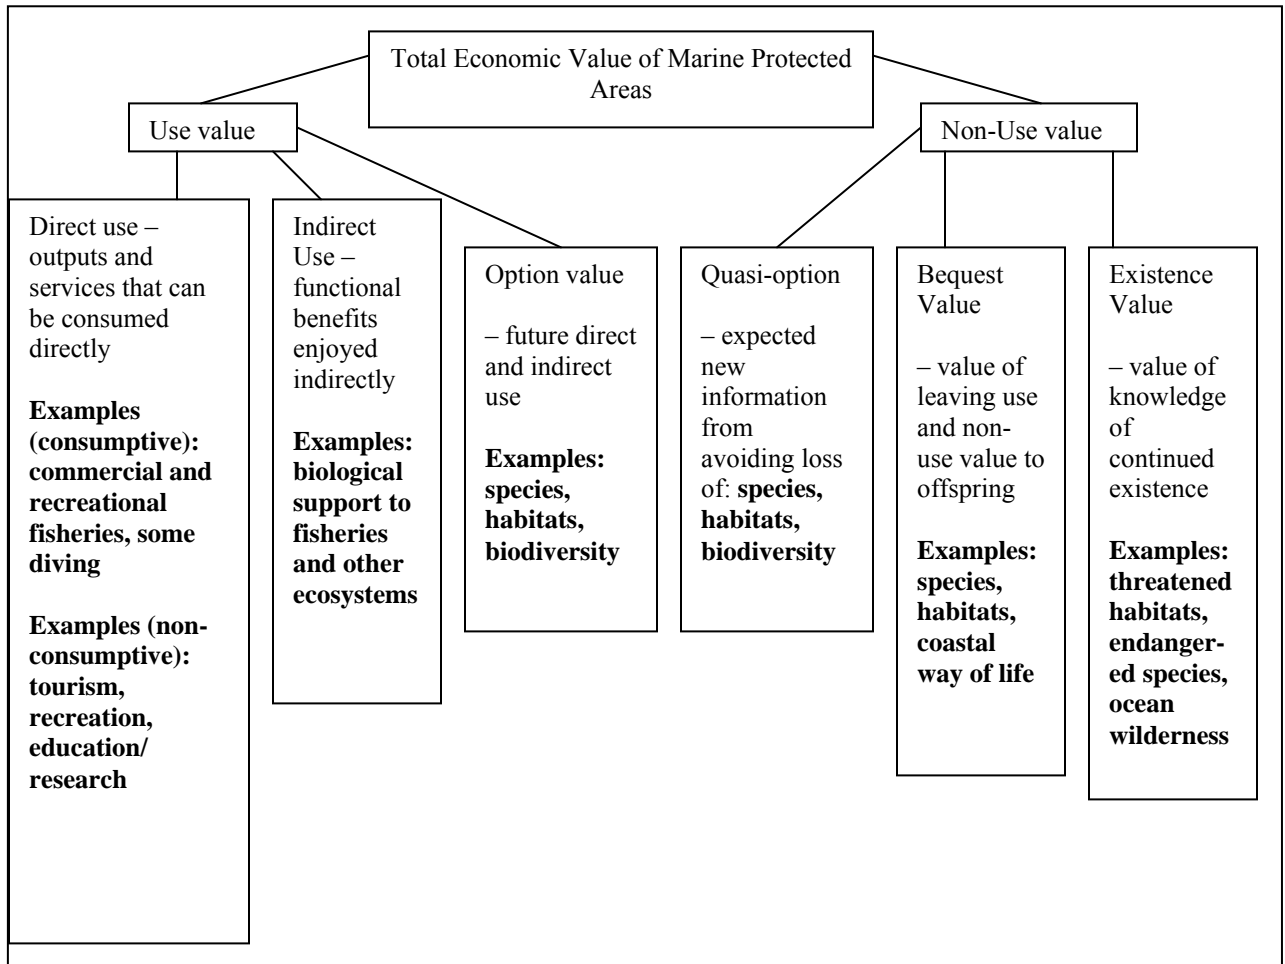 Total Economic Value of Marine Protected
Areas
Use value
Non-Use value
Direct use –
outputs and
services that can
be consumed
directly
Examples
(consumptive):
commercial and
recreational
fisheries, some
diving
Examples (non-
consumptive):
tourism,
recreation,
education/
research
Indirect
Use –
functional
benefits
enjoyed
indirectly
Examples:
biological
support to
fisheries
and other
ecosystems
Option value
– future direct
and indirect
use
Examples:
species,
habitats,
biodiversity
Quasi-option
– expected
new
information
from
avoiding loss
of: species,
habitats,
biodiversity
Bequest
Value
– value of
leaving use
and non-
use value to
offspring
Examples:
species,
habitats,
coastal
way of life
Existence
Value
– value of
knowledge
of
continued
existence
Examples:
threatened
habitats,
endanger-
ed species,
ocean
wilderness